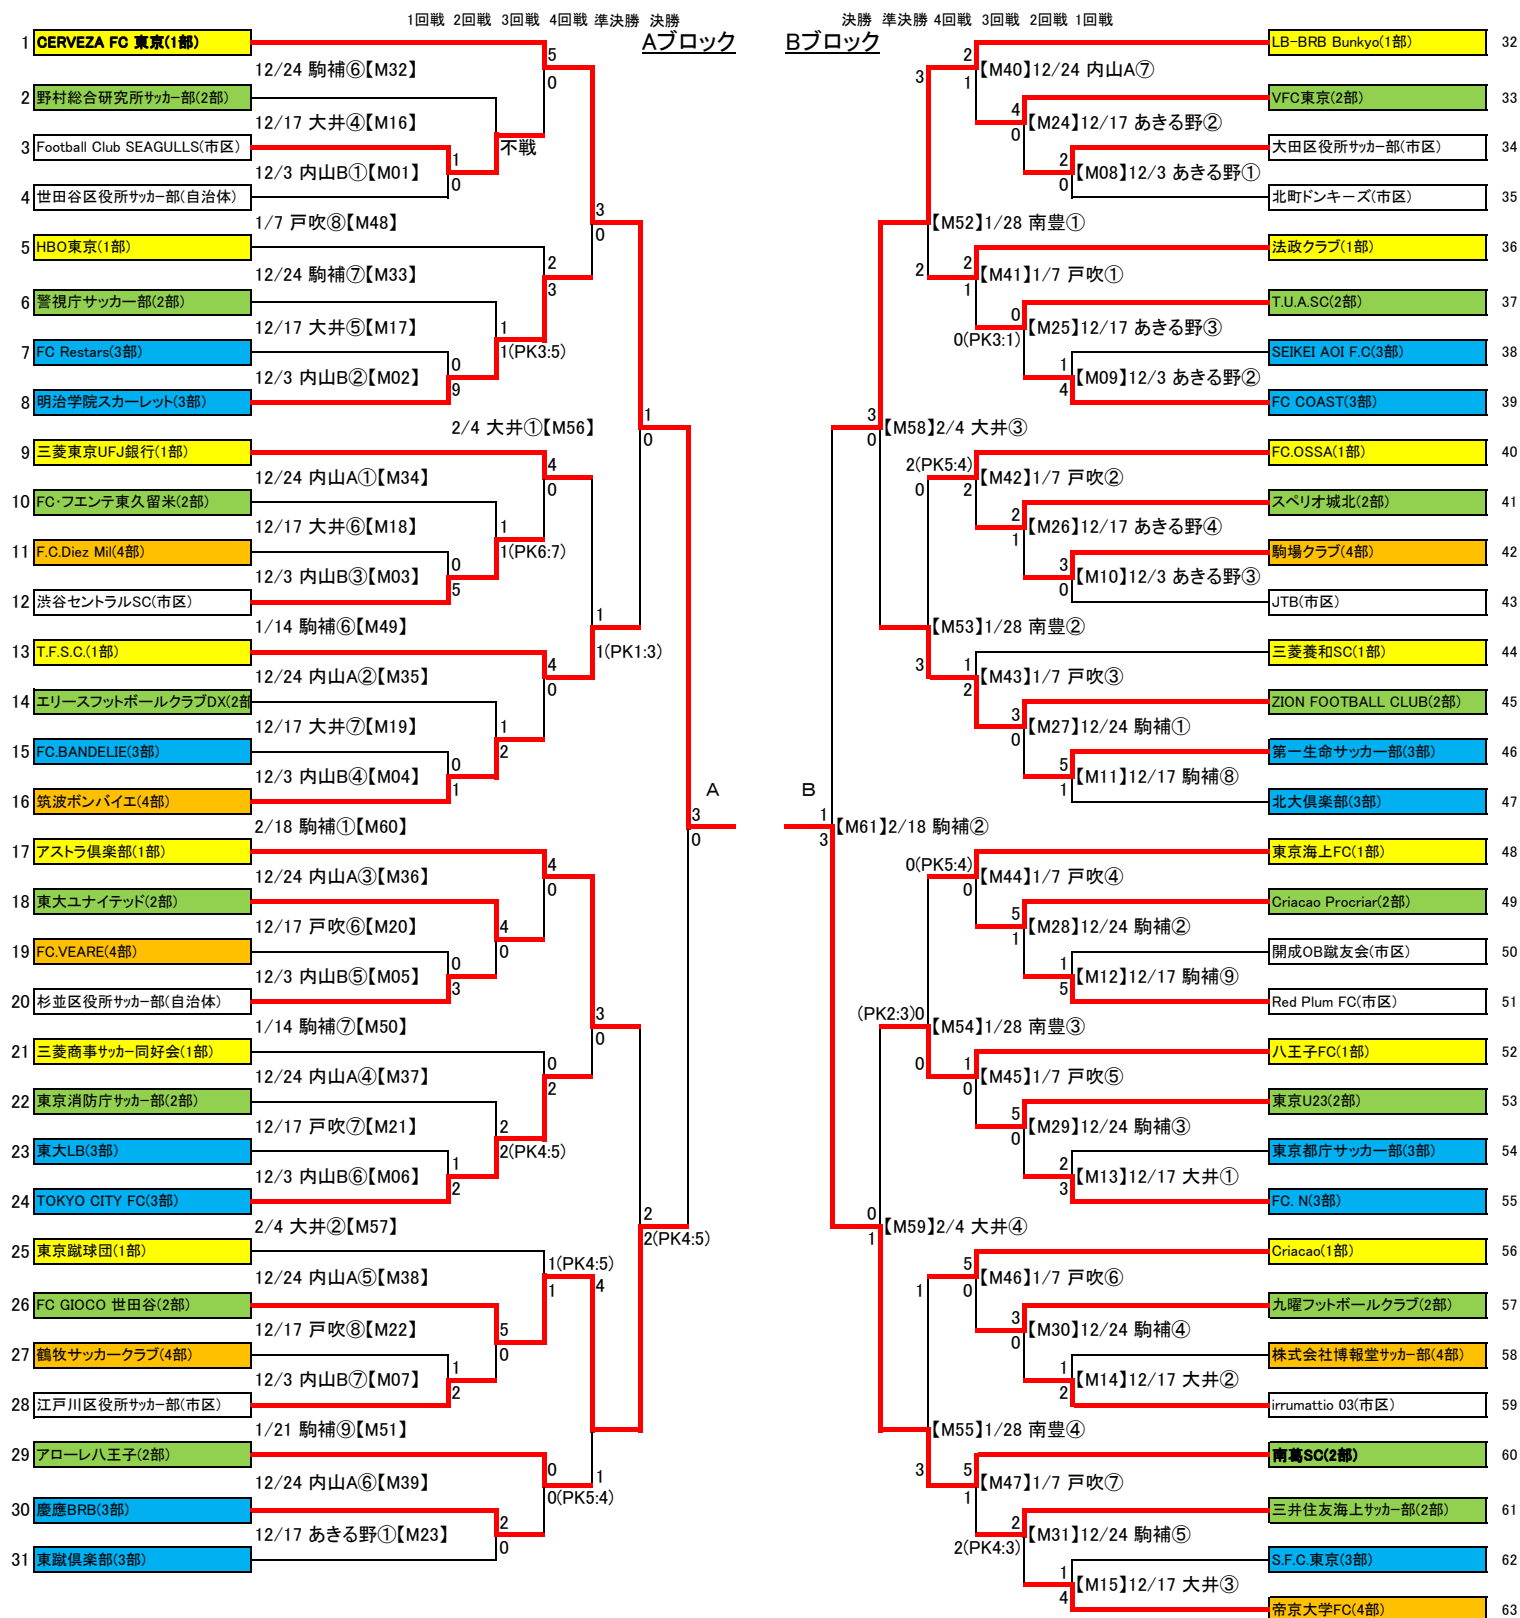 1回戦 2回戦 3回戦 4回戦 準決勝 決勝
決勝 準決勝 4回戦 3回戦 2回戦 1回戦
Aブロック
Bブロック
1 CERVEZA FC 東京(1部)
5
12/24 駒補⑥【M32】
0
2 野村総合研究所サッカー部(2部)
12/17 大井④【M16】
不戦
3 Football Club SEAGULLS(市区)
1
12/3 内山B①【M01】
0
4 世田谷区役所サッカー部(自治体)
3
1/7 戸吹⑧【M48】
0
5 HBO東京(1部)
2
12/24 駒補⑦【M33】
3
6 警視庁サッカー部(2部)
1
12/17 大井⑤【M17】
1(PK3:5)
7 FC Restars(3部)
0
12/3 内山B②【M02】
9
8 明治学院スカーレット(3部)
1
2/4 大井①【M56】
0
9 三菱東京UFJ銀行(1部)
4
12/24 内山A①【M34】
0
10 FC・フエンテ東久留米(2部)
1
12/17 大井⑥【M18】
1(PK6:7)
11 F.C.Diez Mil(4部)
0
12/3 内山B③【M03】
5
12 渋谷セントラルSC(市区)
1
1/14 駒補⑥【M49】
1(PK1:3)
13 T.F.S.C.(1部)
4
12/24 内山A②【M35】
0
14 エリースフットボールクラブDX(2部
1
12/17 大井⑦【M19】
2
15 FC.BANDELIE(3部)
0
12/3 内山B④【M04】
1
16 筑波ボンバイエ(4部)
A
3
2/18 駒補①【M60】
0
17 アストラ倶楽部(1部)
4
12/24 内山A③【M36】
0
18 東大ユナイテッド(2部)
4
12/17 戸吹⑥【M20】
0
19 FC.VEARE(4部)
0
12/3 内山B⑤【M05】
3
20 杉並区役所サッカー部(自治体)
3
1/14 駒補⑦【M50】
0
21 三菱商事サッカー同好会(1部)
0
12/24 内山A④【M37】
2
22 東京消防庁サッカー部(2部)
2
12/17 戸吹⑦【M21】
2(PK4:5)
23 東大LB(3部)
1
12/3 内山B⑥【M06】
2
24 TOKYO CITY FC(3部)
2
2/4 大井②【M57】
2(PK4:5)
25 東京蹴球団(1部)
1(PK4:5)
12/24 内山A⑤【M38】
1
4
26 FC GIOCO 世田谷(2部)
5
12/17 戸吹⑧【M22】
0
27 鶴牧サッカークラブ(4部)
1
12/3 内山B⑦【M07】
2
28 江戸川区役所サッカー部(市区)
1/21 駒補⑨【M51】
1
29 アローレ八王子(2部)
0
12/24 内山A⑥【M39】
0(PK5:4)
30 慶應BRB(3部)
2
12/17 あきる野①【M23】
0
31 東蹴倶楽部(3部)
LB-BRB Bunkyo(1部) 32
2
3
【M40】12/24 内山A⑦
1
VFC東京(2部) 33
4
【M24】12/17 あきる野②
0
大田区役所サッカー部(市区) 34
2
【M08】12/3 あきる野①
0
北町ドンキーズ(市区) 35
【M52】1/28 南豊①
法政クラブ(1部) 36
2
2
【M41】1/7 戸吹①
1
T.U.A.SC(2部) 37
0
【M25】12/17 あきる野③
0(PK3:1)
SEIKEI AOI F.C(3部) 38
1
【M09】12/3 あきる野②
4
FC COAST(3部) 39
3
【M58】2/4 大井③
0
FC.OSSA(1部) 40
2(PK5:4)
【M42】1/7 戸吹②
0
2
スペリオ城北(2部) 41
2
【M26】12/17 あきる野④
1
駒場クラブ(4部) 42
3
【M10】12/3 あきる野③
0
JTB(市区) 43
【M53】1/28 南豊②
三菱養和SC(1部) 44
3
1
【M43】1/7 戸吹③
2
ZION FOOTBALL CLUB(2部) 45
3
【M27】12/24 駒補①
0
第一生命サッカー部(3部) 46
5
【M11】12/17 駒補⑧
1
北大倶楽部(3部) 47
B
1
【M61】2/18 駒補②
3
東京海上FC(1部) 48
0(PK5:4)
【M44】1/7 戸吹④
0
Criacao Procriar(2部) 49
5
【M28】12/24 駒補②
1
開成OB蹴友会(市区) 50
1
【M12】12/17 駒補⑨
5
Red Plum FC(市区) 51
(PK2:3)0
【M54】1/28 南豊③
0
八王子FC(1部) 52
1
【M45】1/7 戸吹⑤
0
東京U23(2部) 53
5
【M29】12/24 駒補③
0
東京都庁サッカー部(3部) 54
2
【M13】12/17 大井①
3
FC. N(3部) 55
0
【M59】2/4 大井④
1
Criacao(1部) 56
5
1
【M46】1/7 戸吹⑥
0
九曜フットボールクラブ(2部) 57
3
【M30】12/24 駒補④
0
株式会社博報堂サッカー部(4部) 58
1
【M14】12/17 大井②
2
irrumattio 03(市区) 59
【M55】1/28 南豊④
南葛SC(2部) 60
3
5
【M47】1/7 戸吹⑦
1
三井住友海上サッカー部(2部) 61
2
【M31】12/24 駒補⑤
2(PK4:3)
S.F.C.東京(3部) 62
1
【M15】12/17 大井③
4
帝京大学FC(4部) 63